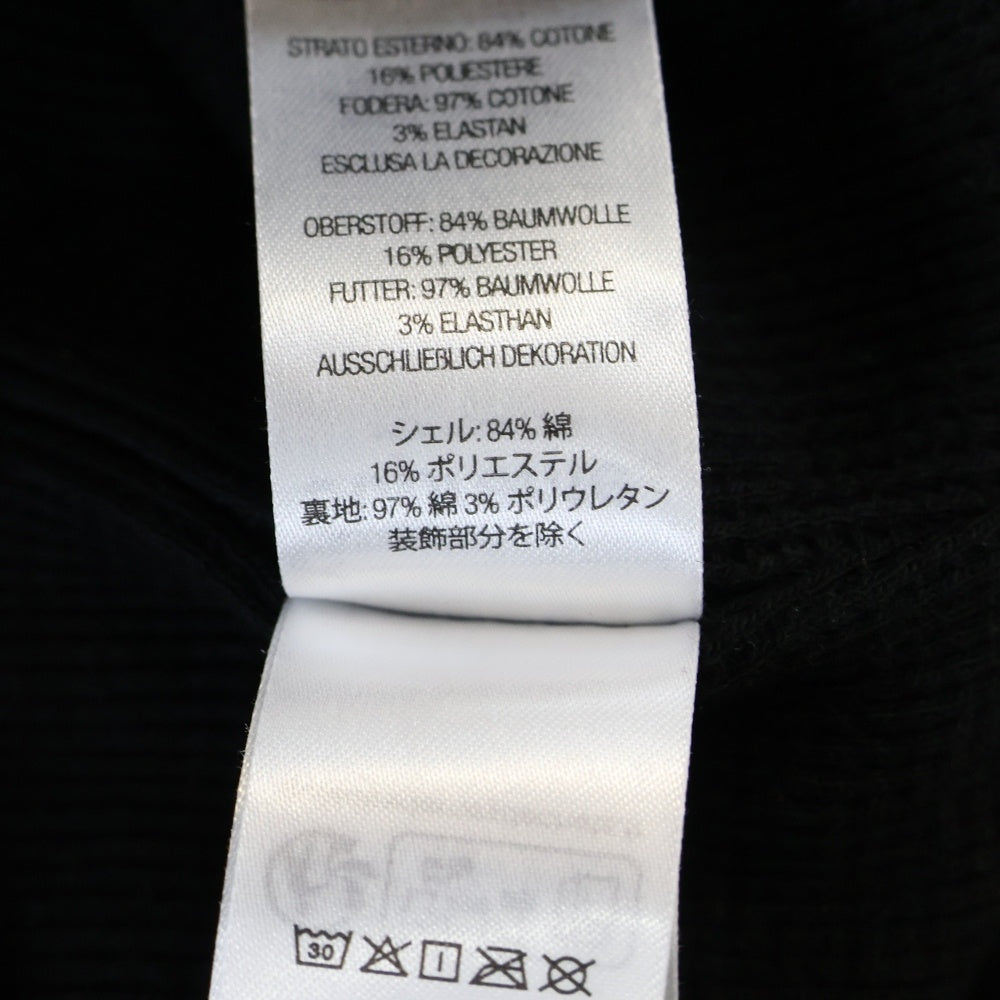 STRATO ESTERNO: 84% COTONE
16% POLIESTERE
FODERA: 97% COTONE
3% ELASTAN
ESCLUSA LA DECORAZIONE
OBERSTOFF: 84% BAUMWOLLE
16% POLYESTER
FUTTER: 97% BAUMWOLLE
3% ELASTHAN
AUSSCHLIEßLICH DEKORATION
シェル: 84% 綿
16% ポリエステル
裏地: 97% 綿 3% ポリウレタン
装飾部分を除く
30